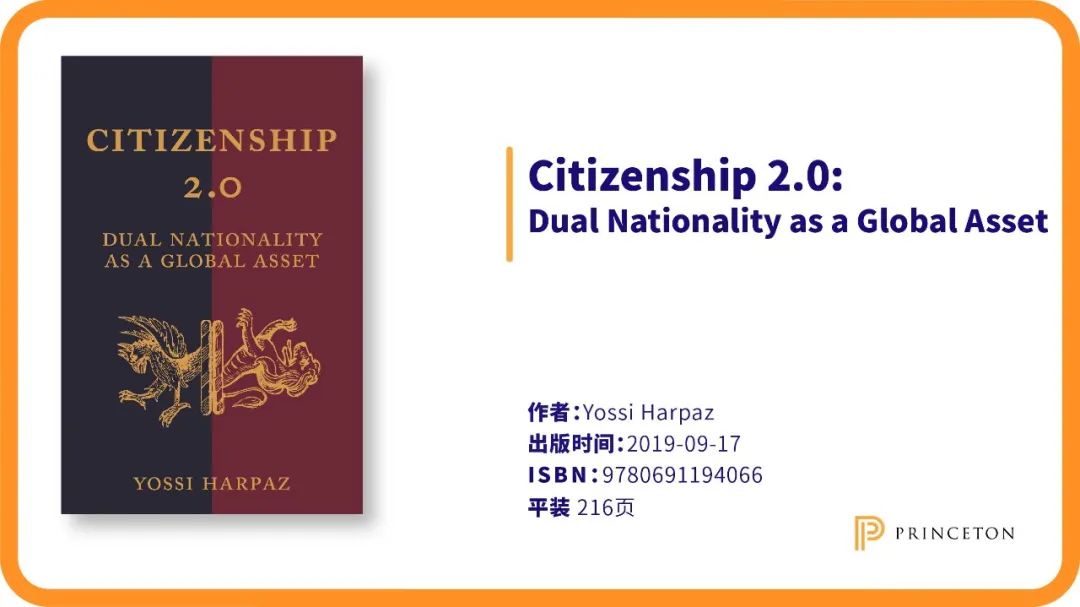 CITIZENSHIP
2.0
DUAL NATIONALITY
AS A GLOBAL ASSET
YOSSI HARPAZ
Citizenship 2.0:
Dual Nationality as a Global Asset
作者：Yossi Harpaz
出版时间：2019-09-17
ISBN：9780691194066
平装 216页
PRINCETON